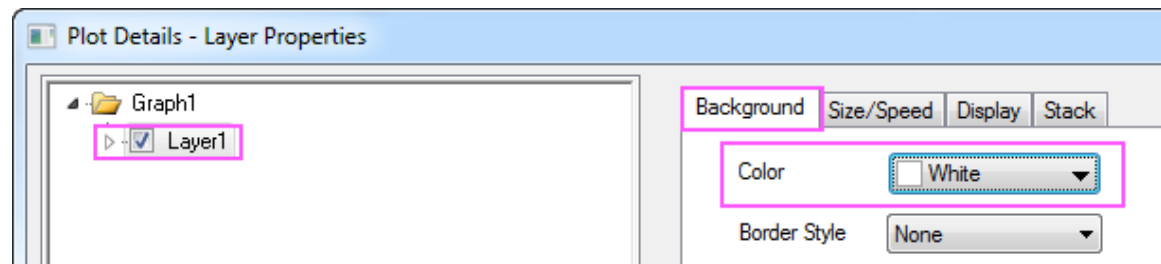 Plot Details - Layer Properties
Graph1
Layer1
Background Size/Speed Display Stack
Color White
Border Style None